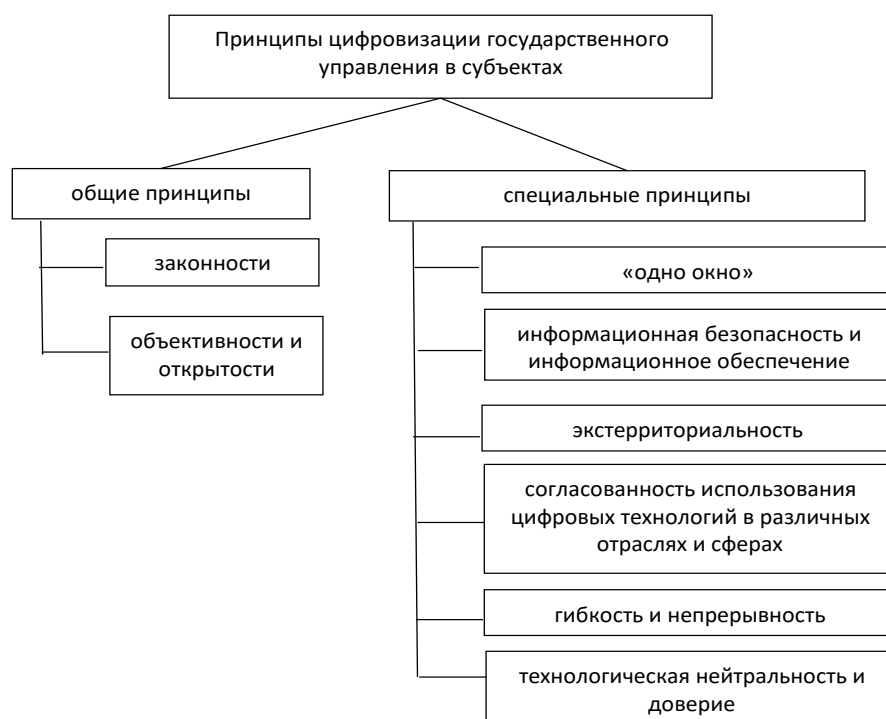 Принципы цифровизации государственного
управления в субъектах
общие принципы
законности
объективности и
открытости
специальные принципы
«одно окно»
информационная безопасность и
информационное обеспечение
экстерриториальность
согласованность использования
цифровых технологий в различных
отраслях и сферах
гибкость и непрерывность
технологическая нейтральность и
доверие